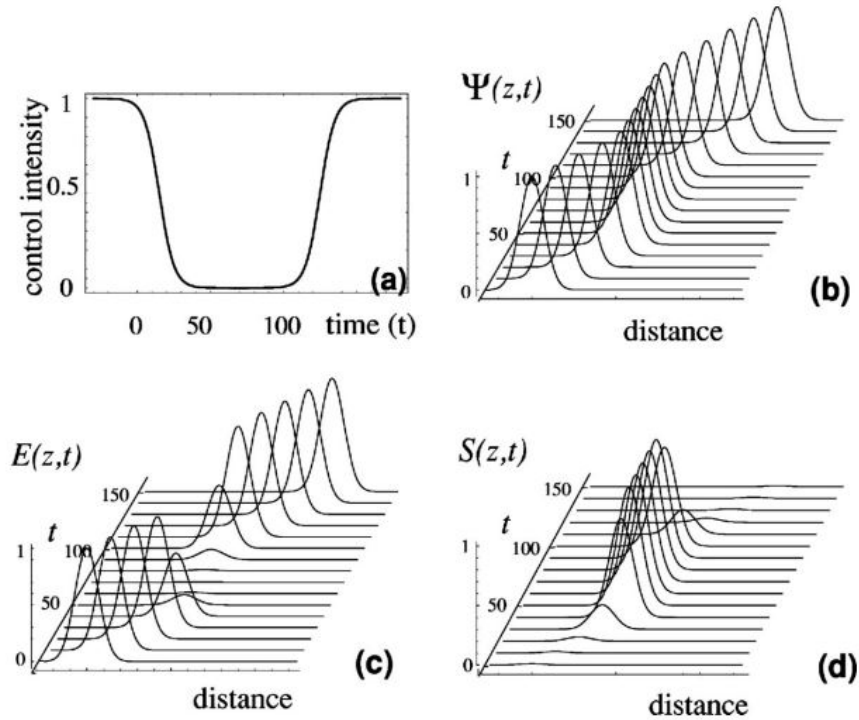 1
0.5
0
control intensity
0
50
100
time (t)
(a)
Ψ(z,t)
150
t
100
1
50
0
distance
(b)
E(z,t)
150
t
100
1
50
0
distance
(c)
S(z,t)
150
t
100
1
50
0
distance
(d)